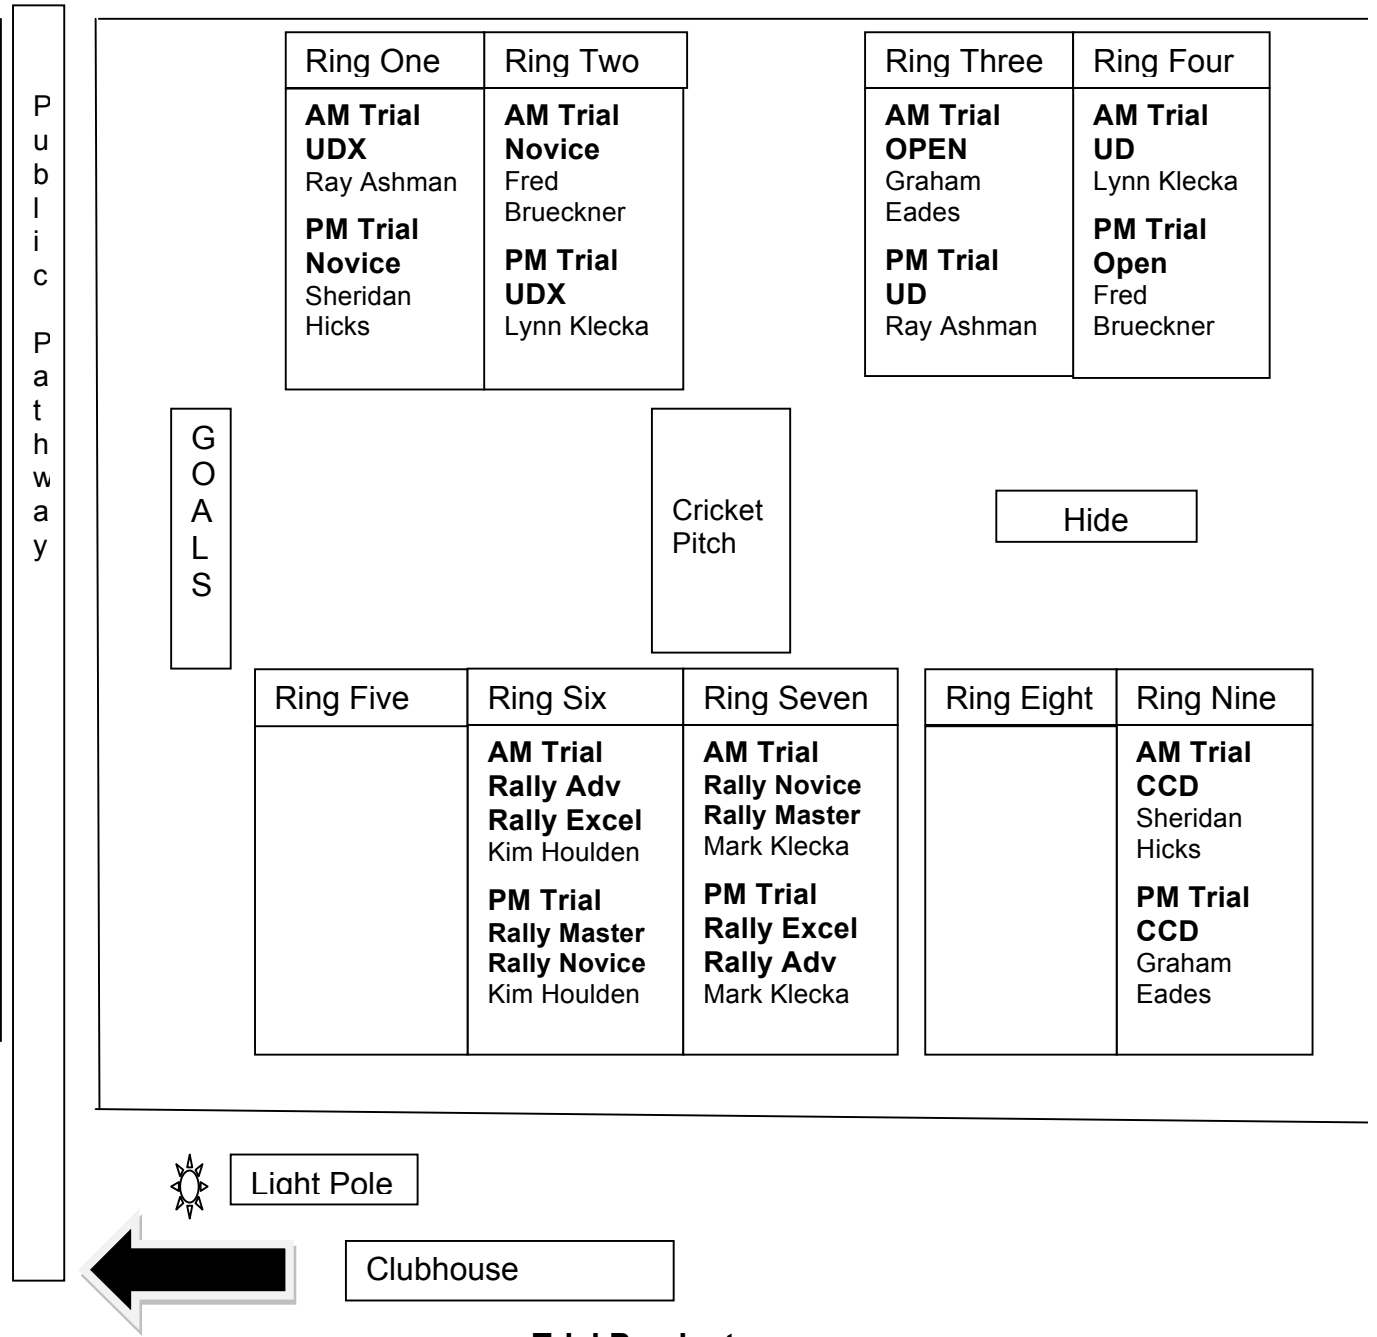 Public Pathway
Ring One
AM Trial
UDX
Ray Ashman
PM Trial
Novice
Sheridan
Hicks
Ring Two
AM Trial
Novice
Fred
Brueckner
PM Trial
UDX
Lynn Klecka
Ring Three
AM Trial
OPEN
Graham
Eades
PM Trial
UD
Ray Ashman
Ring Four
AM Trial
UD
Lynn Klecka
PM Trial
Open
Fred
Brueckner
GOALS
Cricket
Pitch
Hide
Ring Five
Ring Six
AM Trial
Rally Adv
Rally Excel
Kim Houlden
PM Trial
Rally Master
Rally Novice
Kim Houlden
Ring Seven
AM Trial
Rally Novice
Rally Master
Mark Klecka
PM Trial
Rally Excel
Rally Adv
Mark Klecka
Ring Eight
Ring Nine
AM Trial
CCD
Sheridan
Hicks
PM Trial
CCD
Graham
Eades
Light Pole
Clubhouse
Trial